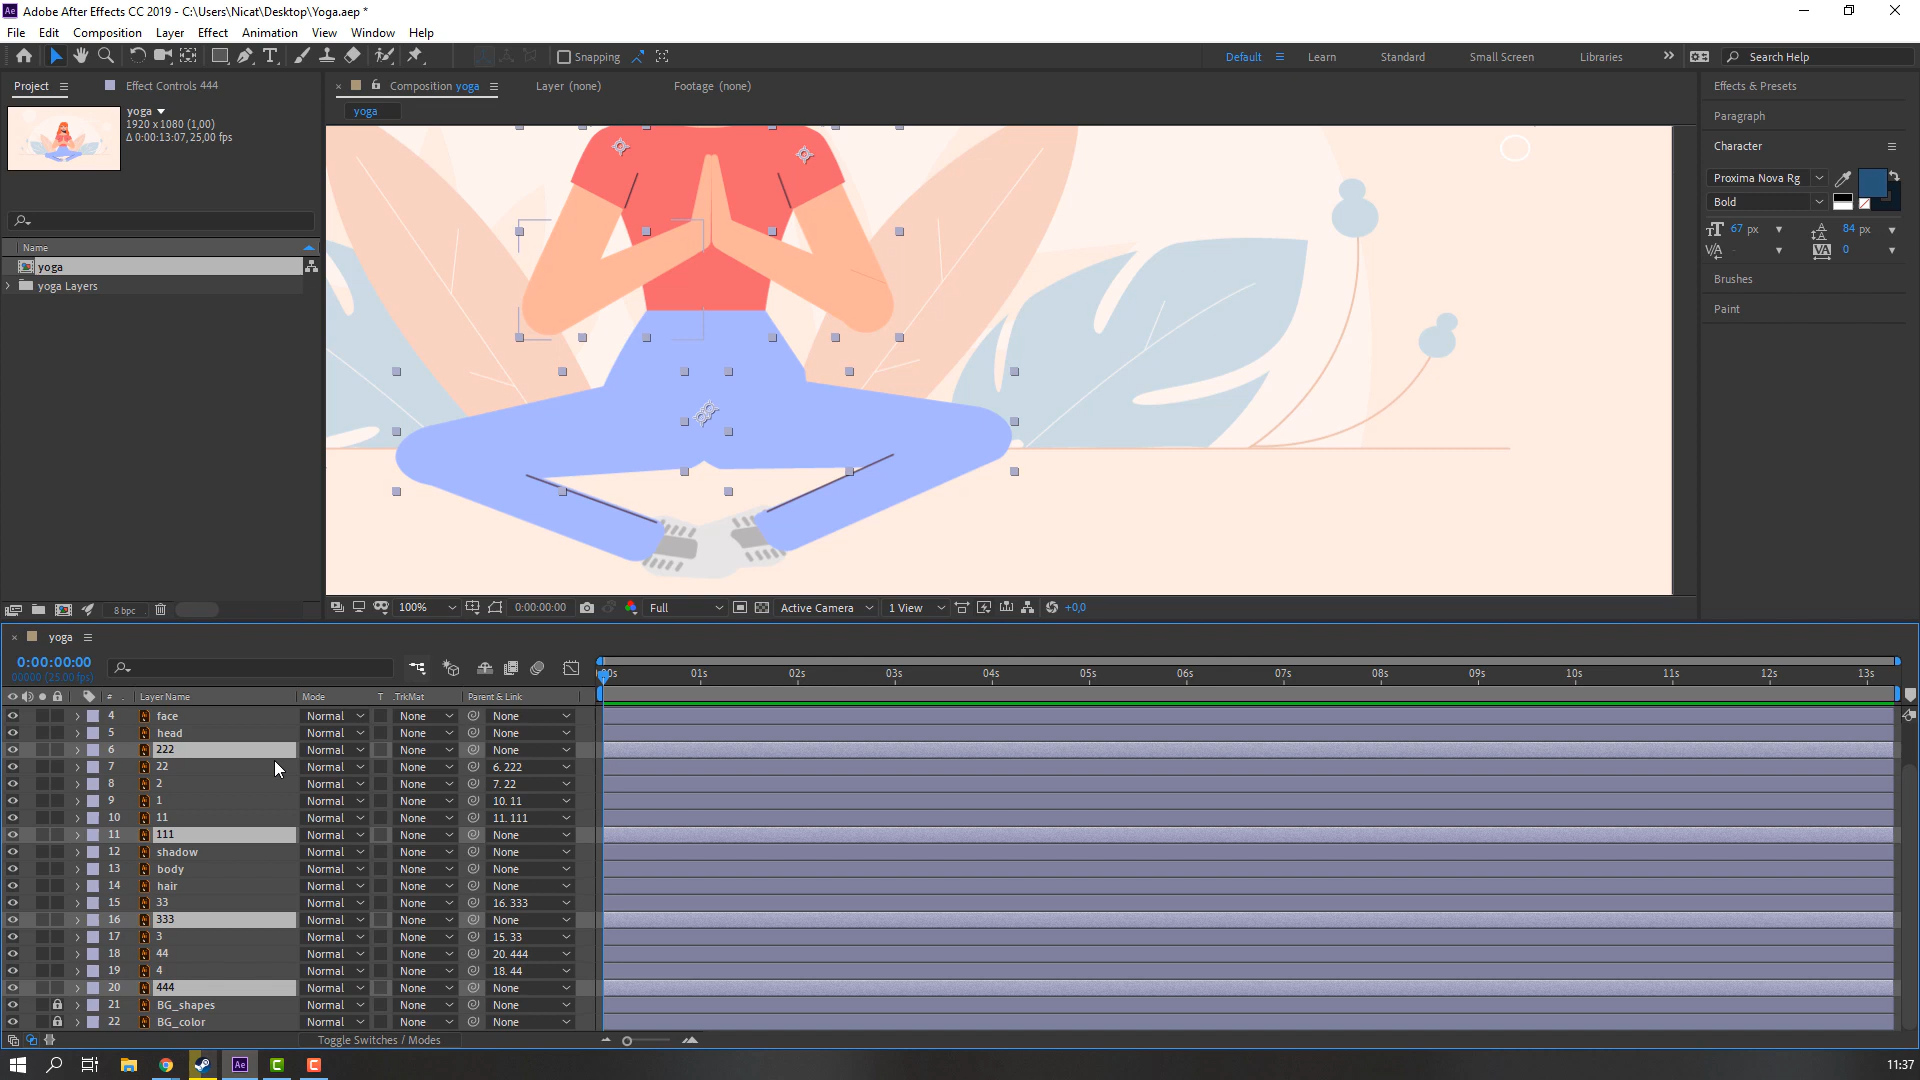 Adobe After Effects CC 2019 - C:\Users\Nicat\Desktop\Yoga.aep *
File Edit Composition Layer Effect Animation View Window Help
Snapping
Default Learn Standard Small Screen Libraries Search Help
Project Effect Controls 444
Composition yoga Layer (none) Footage (none)
yoga
yoga
1920 x 1080 (1,00)
Δ 0:00:13:07, 25,00 fps
Name
yoga
yoga Layers
8 bpc
100% 0:00:00:00 Full Active Camera 1 View +0,0
Effects & Presets
Paragraph
Character
Proxima Nova Rg
Bold
67 px 84 px
0
Brushes
Paint
yoga
0:00:00:00
00000 (25.00 fps)
# Layer Name Mode T .TrkMat Parent & Link
00s 01s 02s 03s 04s 05s 06s 07s 08s 09s 10s 11s 12s 13s
4 face Normal None None
5 head Normal None None
6 222 Normal None None
7 22 Normal None 6. 222
8 2 Normal None 7. 22
9 1 Normal None 10. 11
10 11 Normal None 11. 111
11 111 Normal None None
12 shadow Normal None None
13 body Normal None None
14 hair Normal None None
15 33 Normal None 16. 333
16 333 Normal None None
17 3 Normal None 15. 33
18 44 Normal None 20. 444
19 4 Normal None 18. 44
20 444 Normal None None
21 BG_shapes Normal None None
22 BG_color Normal None None
Toggle Switches / Modes
11:37